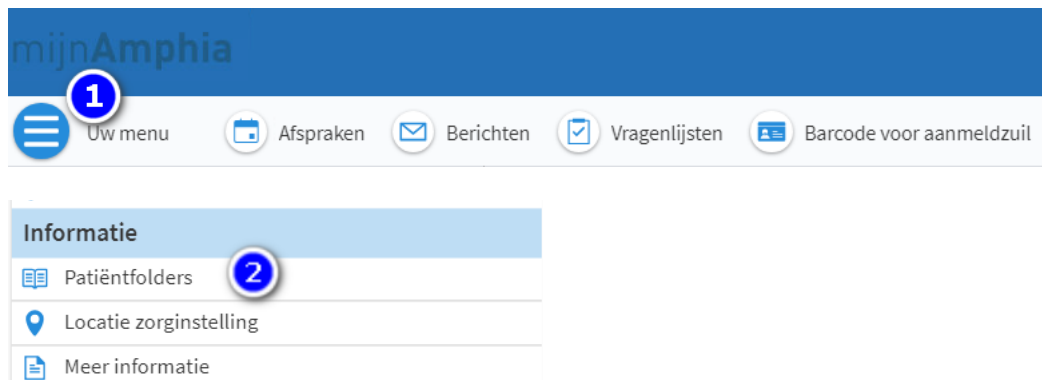 mijnAmphia
1
Uw menu Afspraken Berichten Vragenlijsten Barcode voor aanmeldzuil
Informatie
Patiëntfolders 2
Locatie zorginstelling
Meer informatie